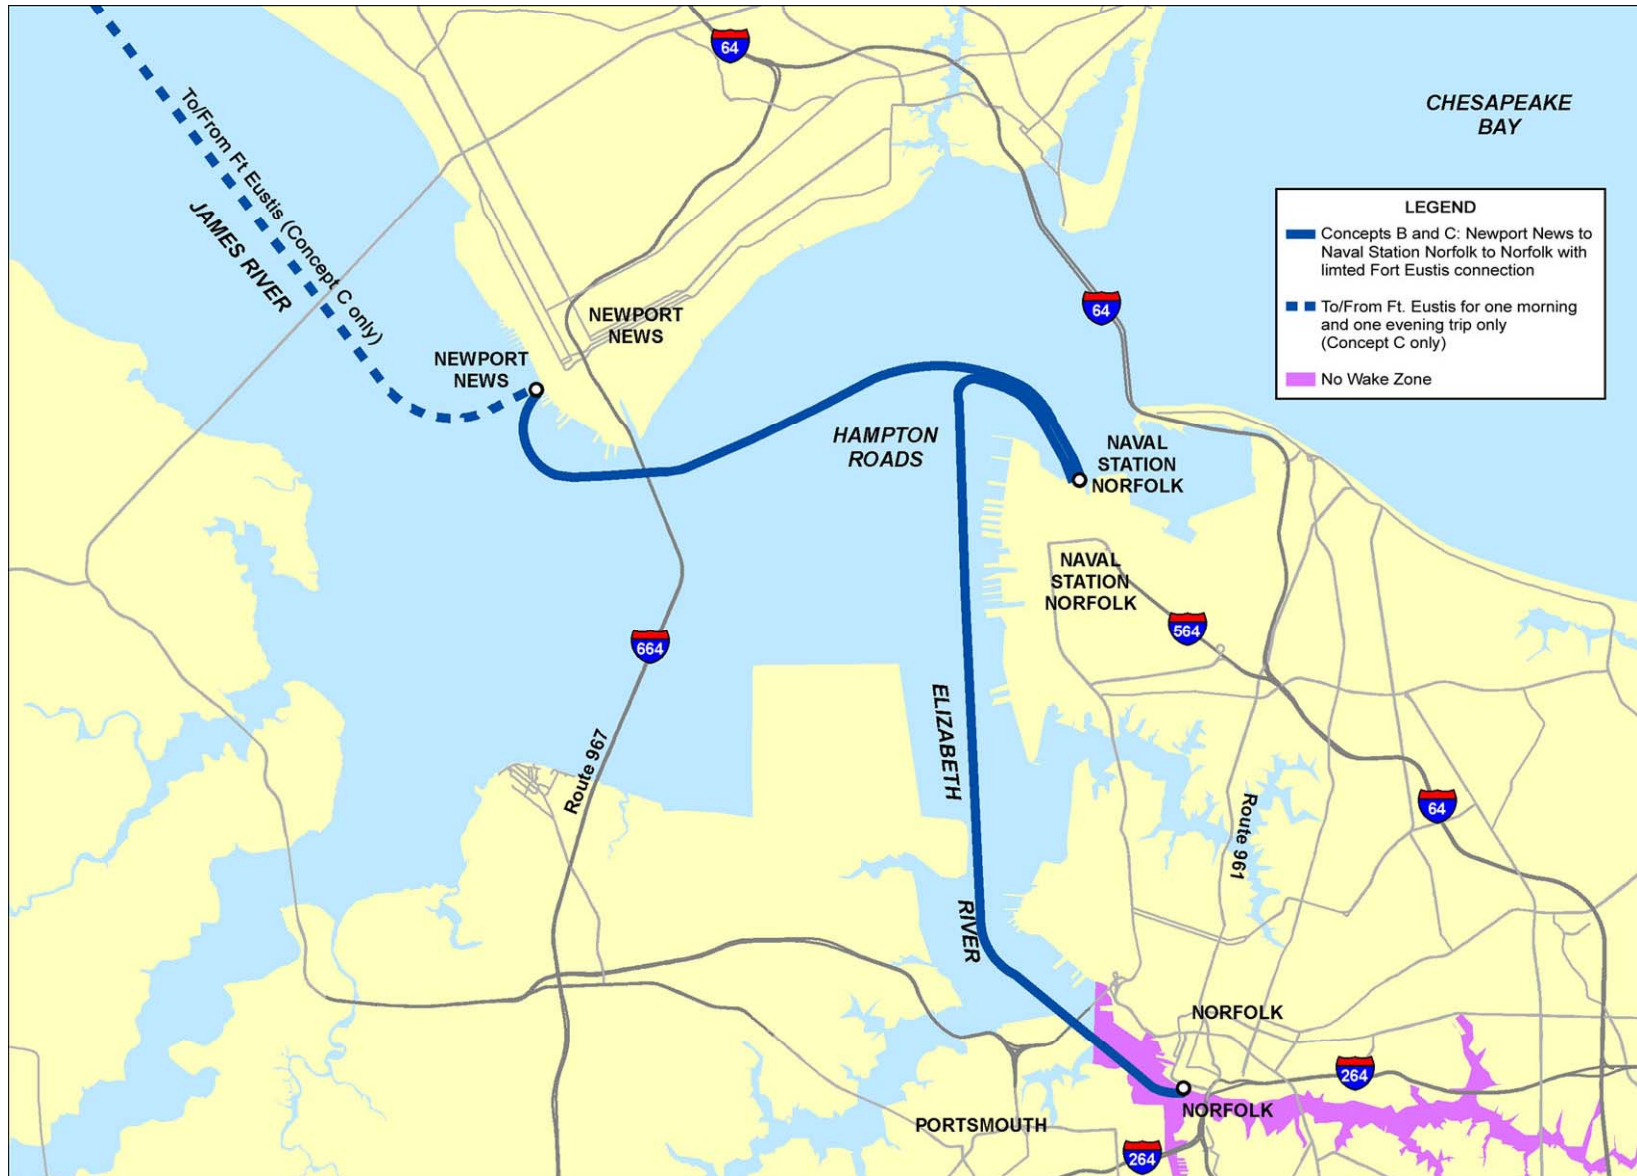 64
CHESAPEAKE
BAY
To/From Ft Eustis (Concept C only)
JAMES RIVER
LEGEND
Concepts B and C: Newport News to
Naval Station Norfolk to Norfolk with
limted Fort Eustis connection
To/From Ft. Eustis for one morning
and one evening trip only
(Concept C only)
No Wake Zone
64
NEWPORT
NEWS
NEWPORT
NEWS
HAMPTON
ROADS
NAVAL
STATION
NORFOLK
NAVAL
STATION
NORFOLK
564
664
ELIZABETH
RIVER
Route 967
Route 961
64
NORFOLK
264
NORFOLK
PORTSMOUTH
264